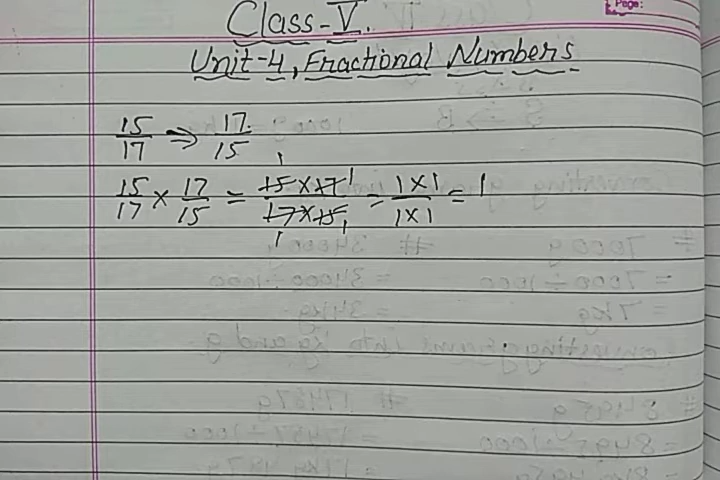 Page:
Class-V.
Unit-4, Fractional Numbers
15/17 ⇒ 17/15
15/17 × 17/15 = 15×17/17×15 = 1×1/1×1 = 1